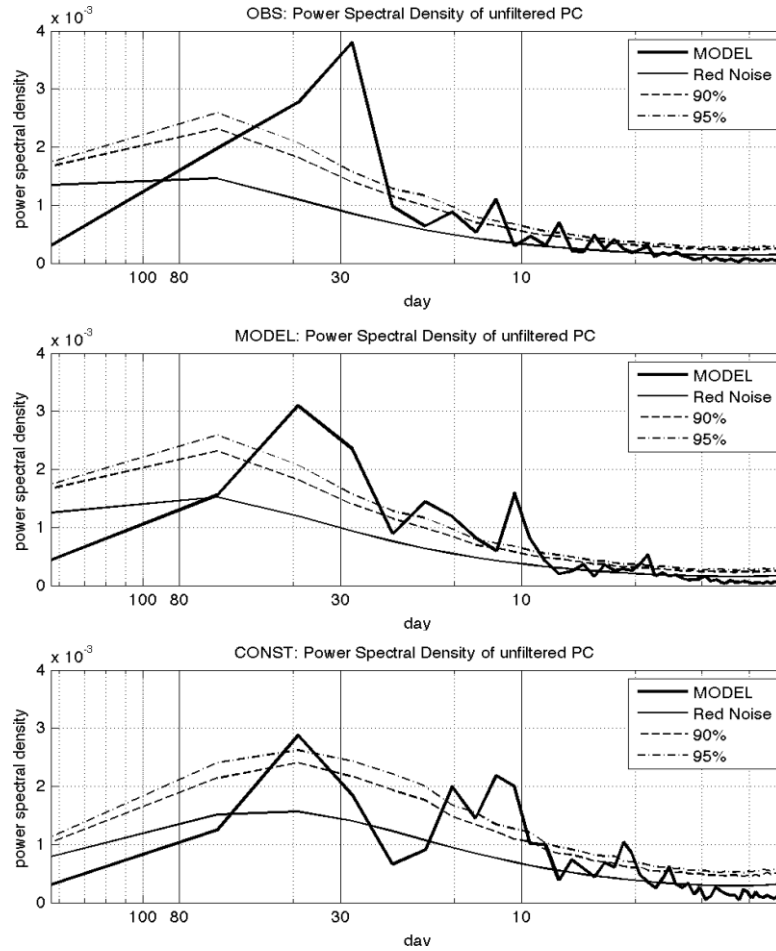 OBS: Power Spectral Density of unfiltered PC
x 10-3
4
3
2
1
0
power spectral density
100 80 30 10
day
MODEL
Red Noise
90%
95%
MODEL: Power Spectral Density of unfiltered PC
x 10-3
4
3
2
1
0
power spectral density
100 80 30 10
day
MODEL
Red Noise
90%
95%
CONST: Power Spectral Density of unfiltered PC
x 10-3
4
3
2
1
0
power spectral density
100 80 30 10
day
MODEL
Red Noise
90%
95%